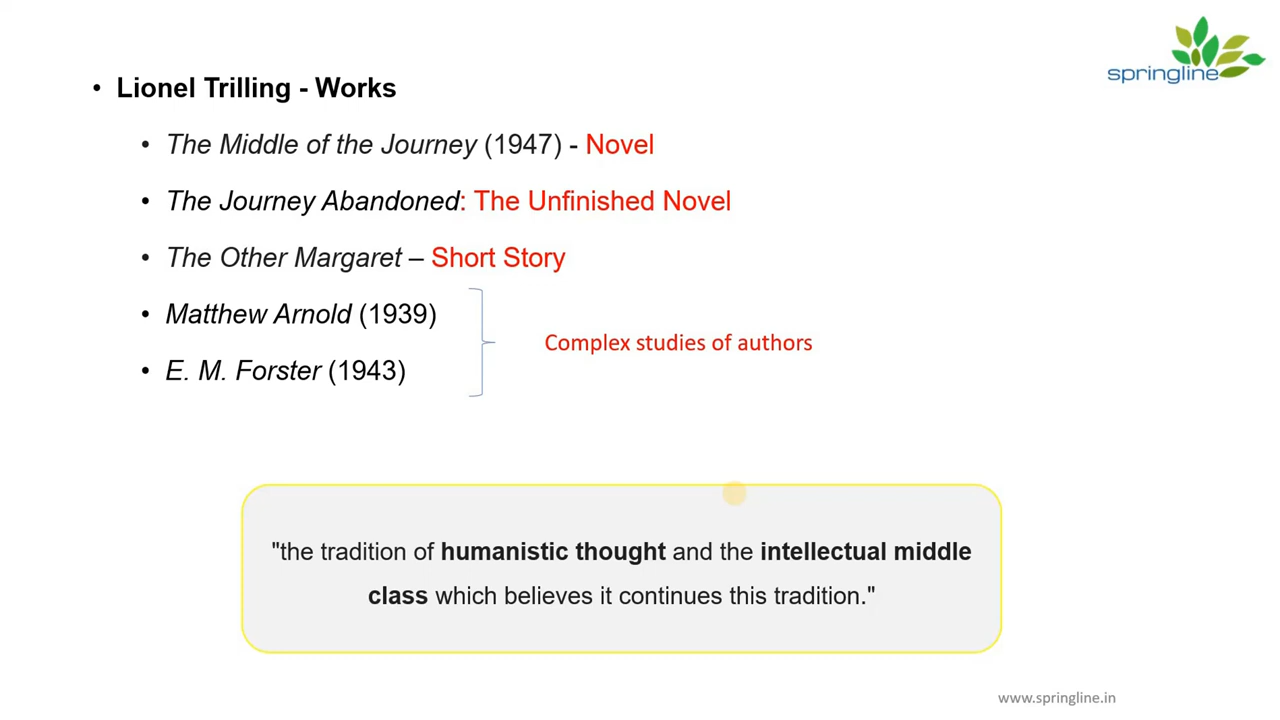 springline
• Lionel Trilling - Works
• The Middle of the Journey (1947) - Novel
• The Journey Abandoned: The Unfinished Novel
• The Other Margaret – Short Story
• Matthew Arnold (1939)
Complex studies of authors
• E. M. Forster (1943)
"the tradition of humanistic thought and the intellectual middle
class which believes it continues this tradition."
www.springline.in